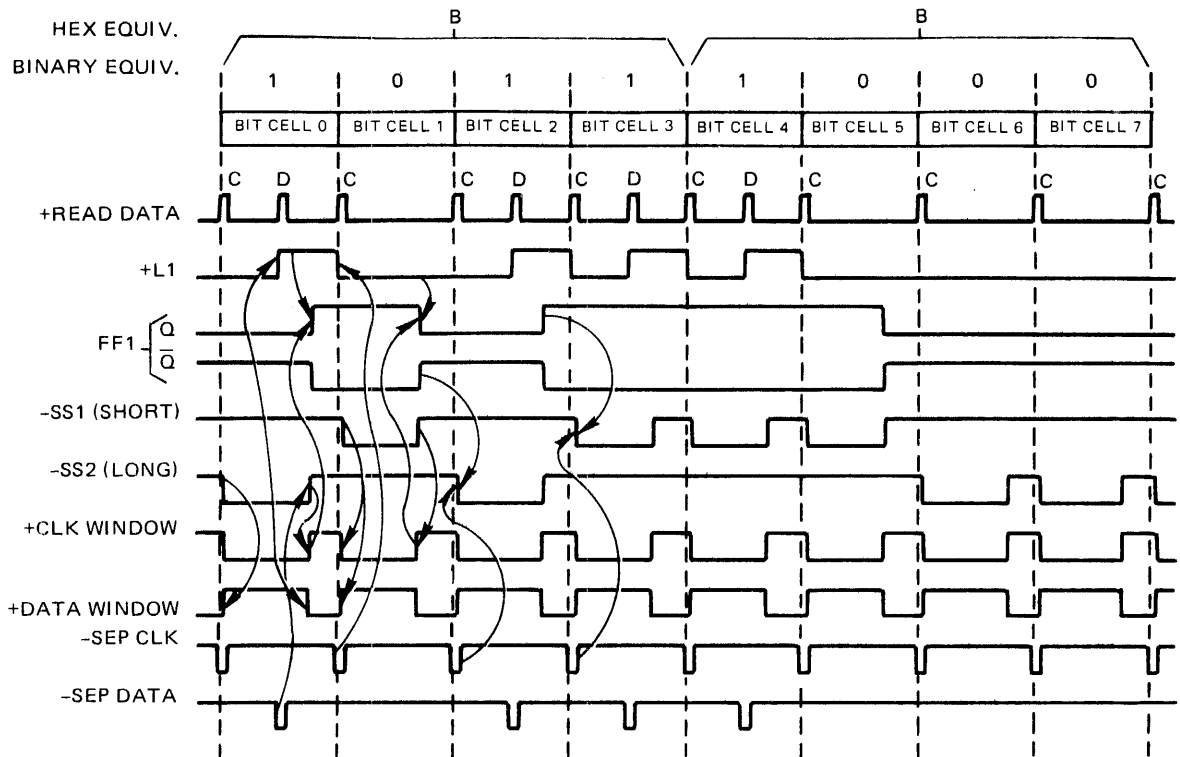 HEX EQUIV. B B
BINARY EQUIV. 1 0 1 1 1 0 0 0
BIT CELL 0 BIT CELL 1 BIT CELL 2 BIT CELL 3 BIT CELL 4 BIT CELL 5 BIT CELL 6 BIT CELL 7
C D C C D C D C D C C C C
+READ DATA
+L1
FF1 Q
Q̅
–SS1 (SHORT)
–SS2 (LONG)
+CLK WINDOW
+DATA WINDOW
–SEP CLK
–SEP DATA